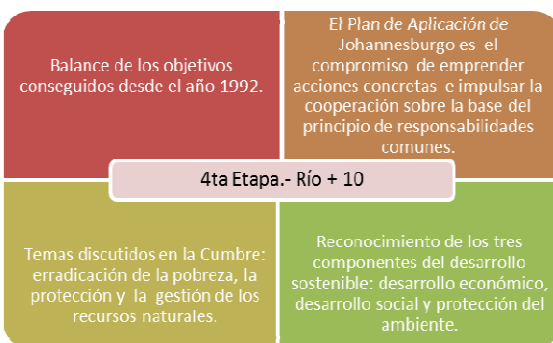 Balance de los objetivos
conseguidos desde el año 1992.
El Plan de Aplicación de
Johannesburgo es  el
compromiso  de emprender
acciones concretas  e impulsar la
cooperación sobre la base del
principio de responsabilidades
comunes.
4ta Etapa.- Río + 10
Temas discutidos en la Cumbre:
erradicación de la pobreza, la
protección y  la  gestión de los
recursos naturales.
Reconocimiento de los tres
componentes del desarrollo
sostenible: desarrollo económico,
desarrollo social y protección del
ambiente.